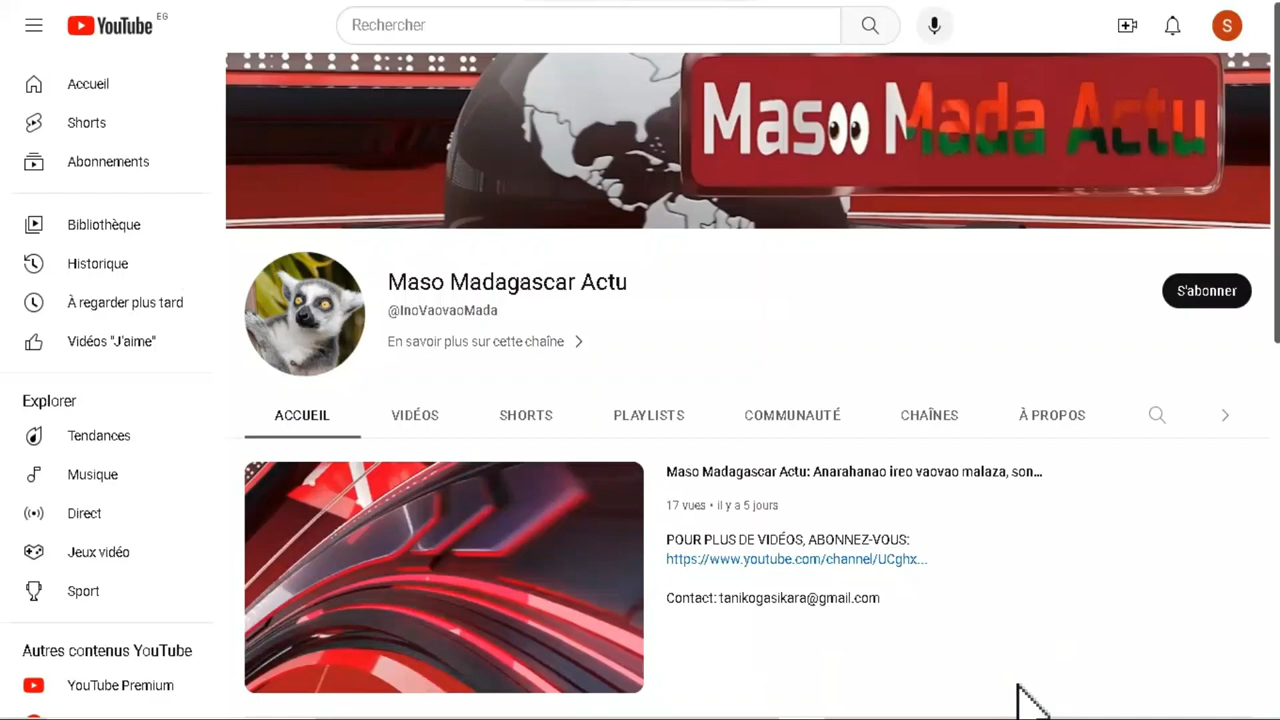 YouTube EG
Rechercher
S
Accueil
Shorts
Abonnements
Bibliothèque
Historique
À regarder plus tard
Vidéos "J'aime"
Explorer
Tendances
Musique
Direct
Jeux vidéo
Sport
Autres contenus YouTube
YouTube Premium
Masoo Mada Actu
Maso Madagascar Actu
@InoVaovaoMada
En savoir plus sur cette chaîne
S'abonner
ACCUEIL VIDÉOS SHORTS PLAYLISTS COMMUNAUTÉ CHAÎNES À PROPOS
Maso Madagascar Actu: Anarahanao ireo vaovao malaza, son...
17 vues • il y a 5 jours
POUR PLUS DE VIDÉOS, ABONNEZ-VOUS:
https://www.youtube.com/channel/UCghx...
Contact: tanikogasikara@gmail.com